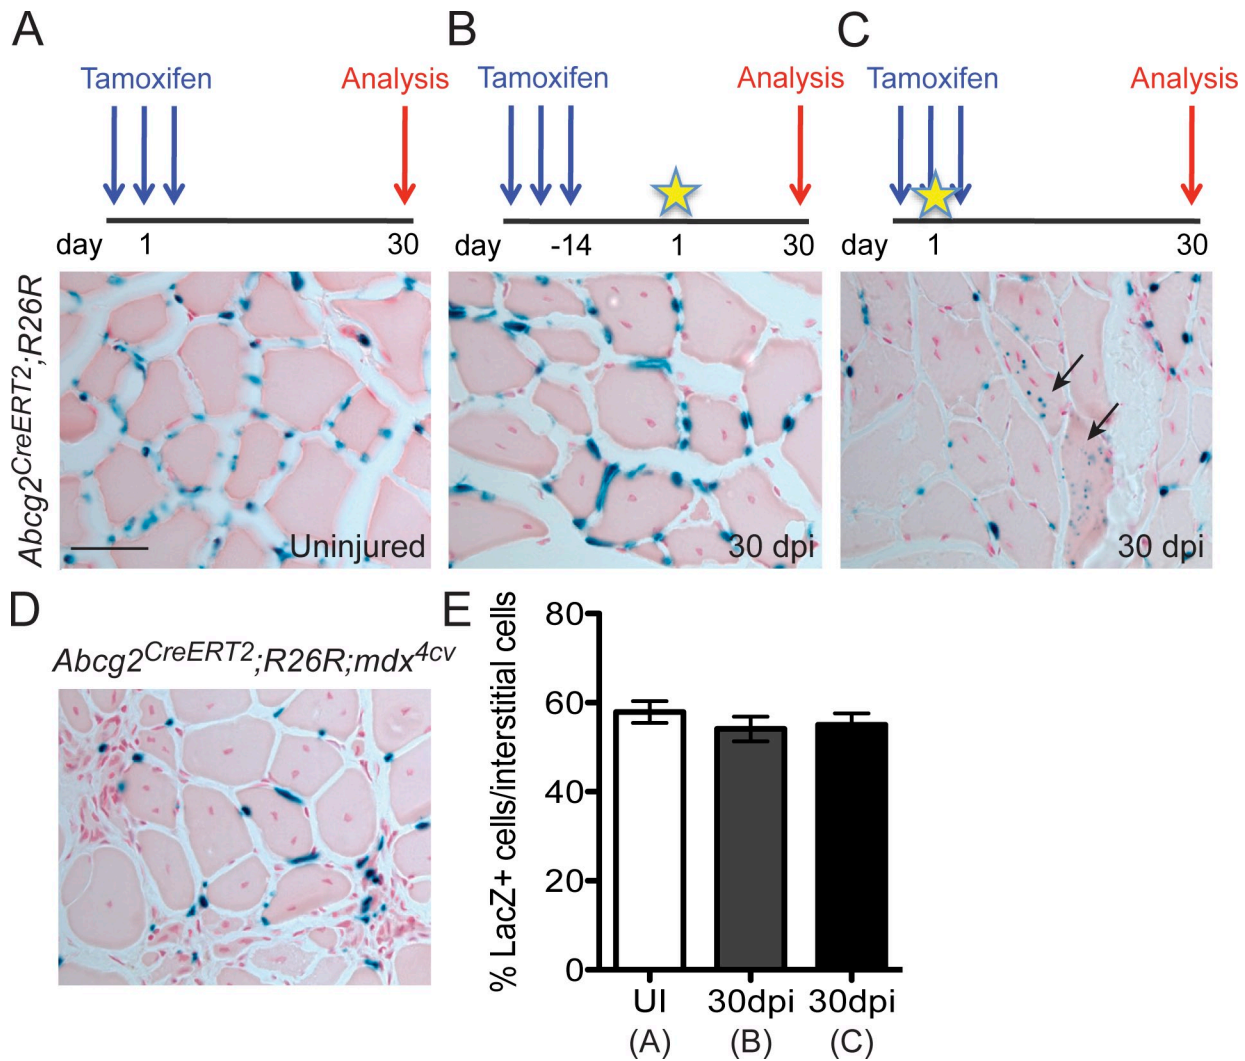 A
Tamoxifen
Analysis
day 1 30
B
Tamoxifen
Analysis
day -14 1 30
C
Tamoxifen
Analysis
day 1 30
Abcg2CreERT2;R26R
Uninjured
30 dpi
30 dpi
D
Abcg2CreERT2;R26R;mdx4cv
E
% LacZ+ cells/interstitial cells
80
60
40
20
0
UI 30dpi 30dpi
(A) (B) (C)